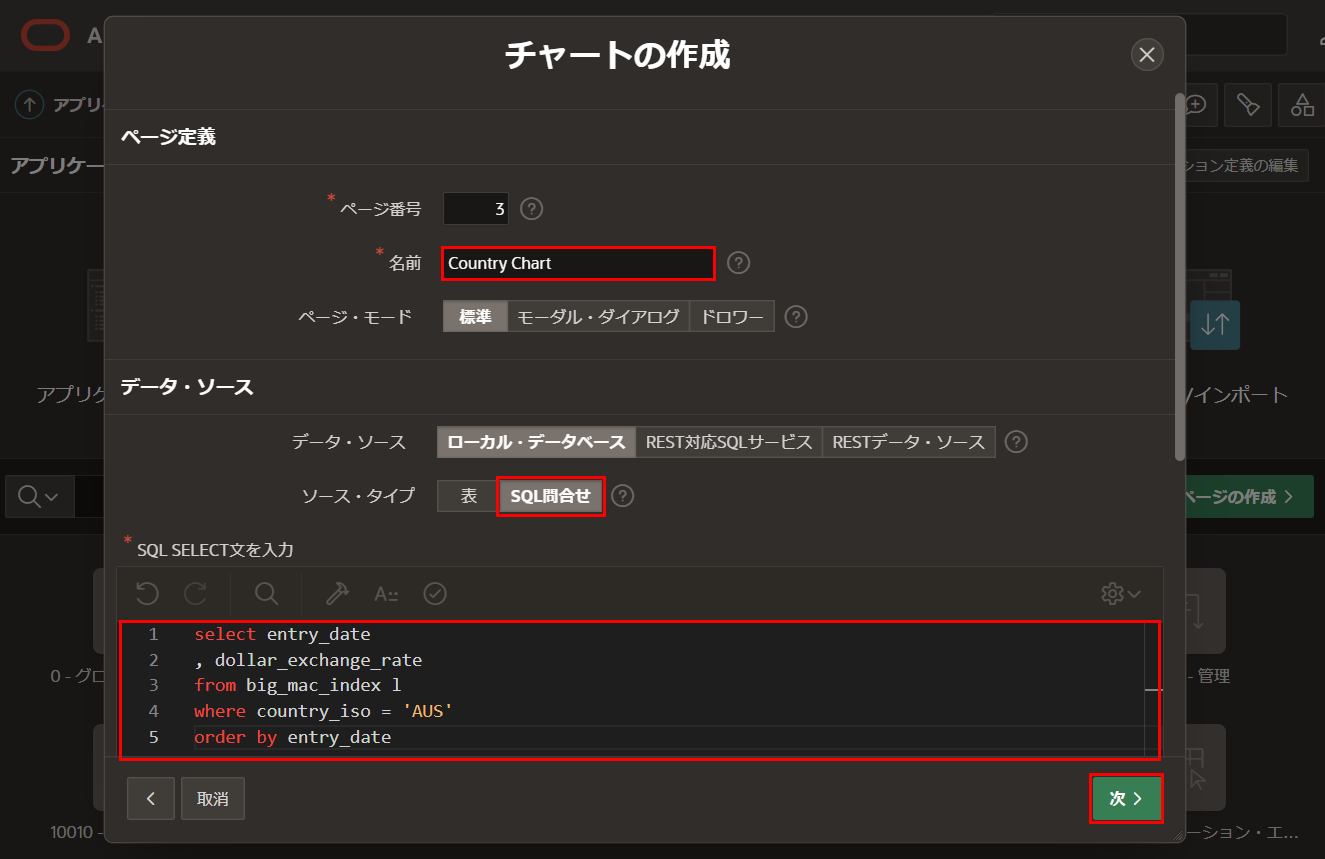 A
チャートの作成
アプリ
ページ定義
アプリケー
ション定義の編集
* ページ番号 3 ?
* 名前 Country Chart ?
ページ・モード 標準 モーダル・ダイアログ ドロワー ?
データ・ソース
アプリケ
/インポート
データ・ソース ローカル・データベース REST対応SQLサービス RESTデータ・ソース ?
ソース・タイプ 表 SQL問合せ ?
ページの作成
* SQL SELECT文を入力
A::
1 select entry_date
2 , dollar_exchange_rate
3 from big_mac_index l
4 where country_iso = 'AUS'
5 order by entry_date
0 - グロ
- 管理
取消
次
10010 -
ーション・エ...